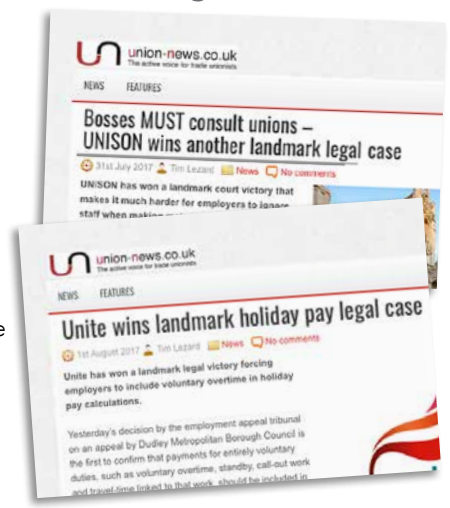 union-news.co.uk
The active voice for trade unionists
NEWS FEATURES
Bosses MUST consult unions –
UNISON wins another landmark legal case
31st July 2017 Tim Lezard News No comments
UNISON has won a landmark court victory that
makes it much harder for employers to ignore
staff when making
union-news.co.uk
The active voice for trade unionists
NEWS FEATURES
Unite wins landmark holiday pay legal case
1st August 2017 Tim Lezard News No comments
Unite has won a landmark legal victory forcing
employers to include voluntary overtime in holiday
pay calculations.
Yesterday's decision by the employment appeal tribunal
on an appeal by Dudley Metropolitan Borough Council is
the first to confirm that payments for entirely voluntary
duties, such as voluntary overtime, standby, call-out work
and travel-time linked to that work, should be included in
e